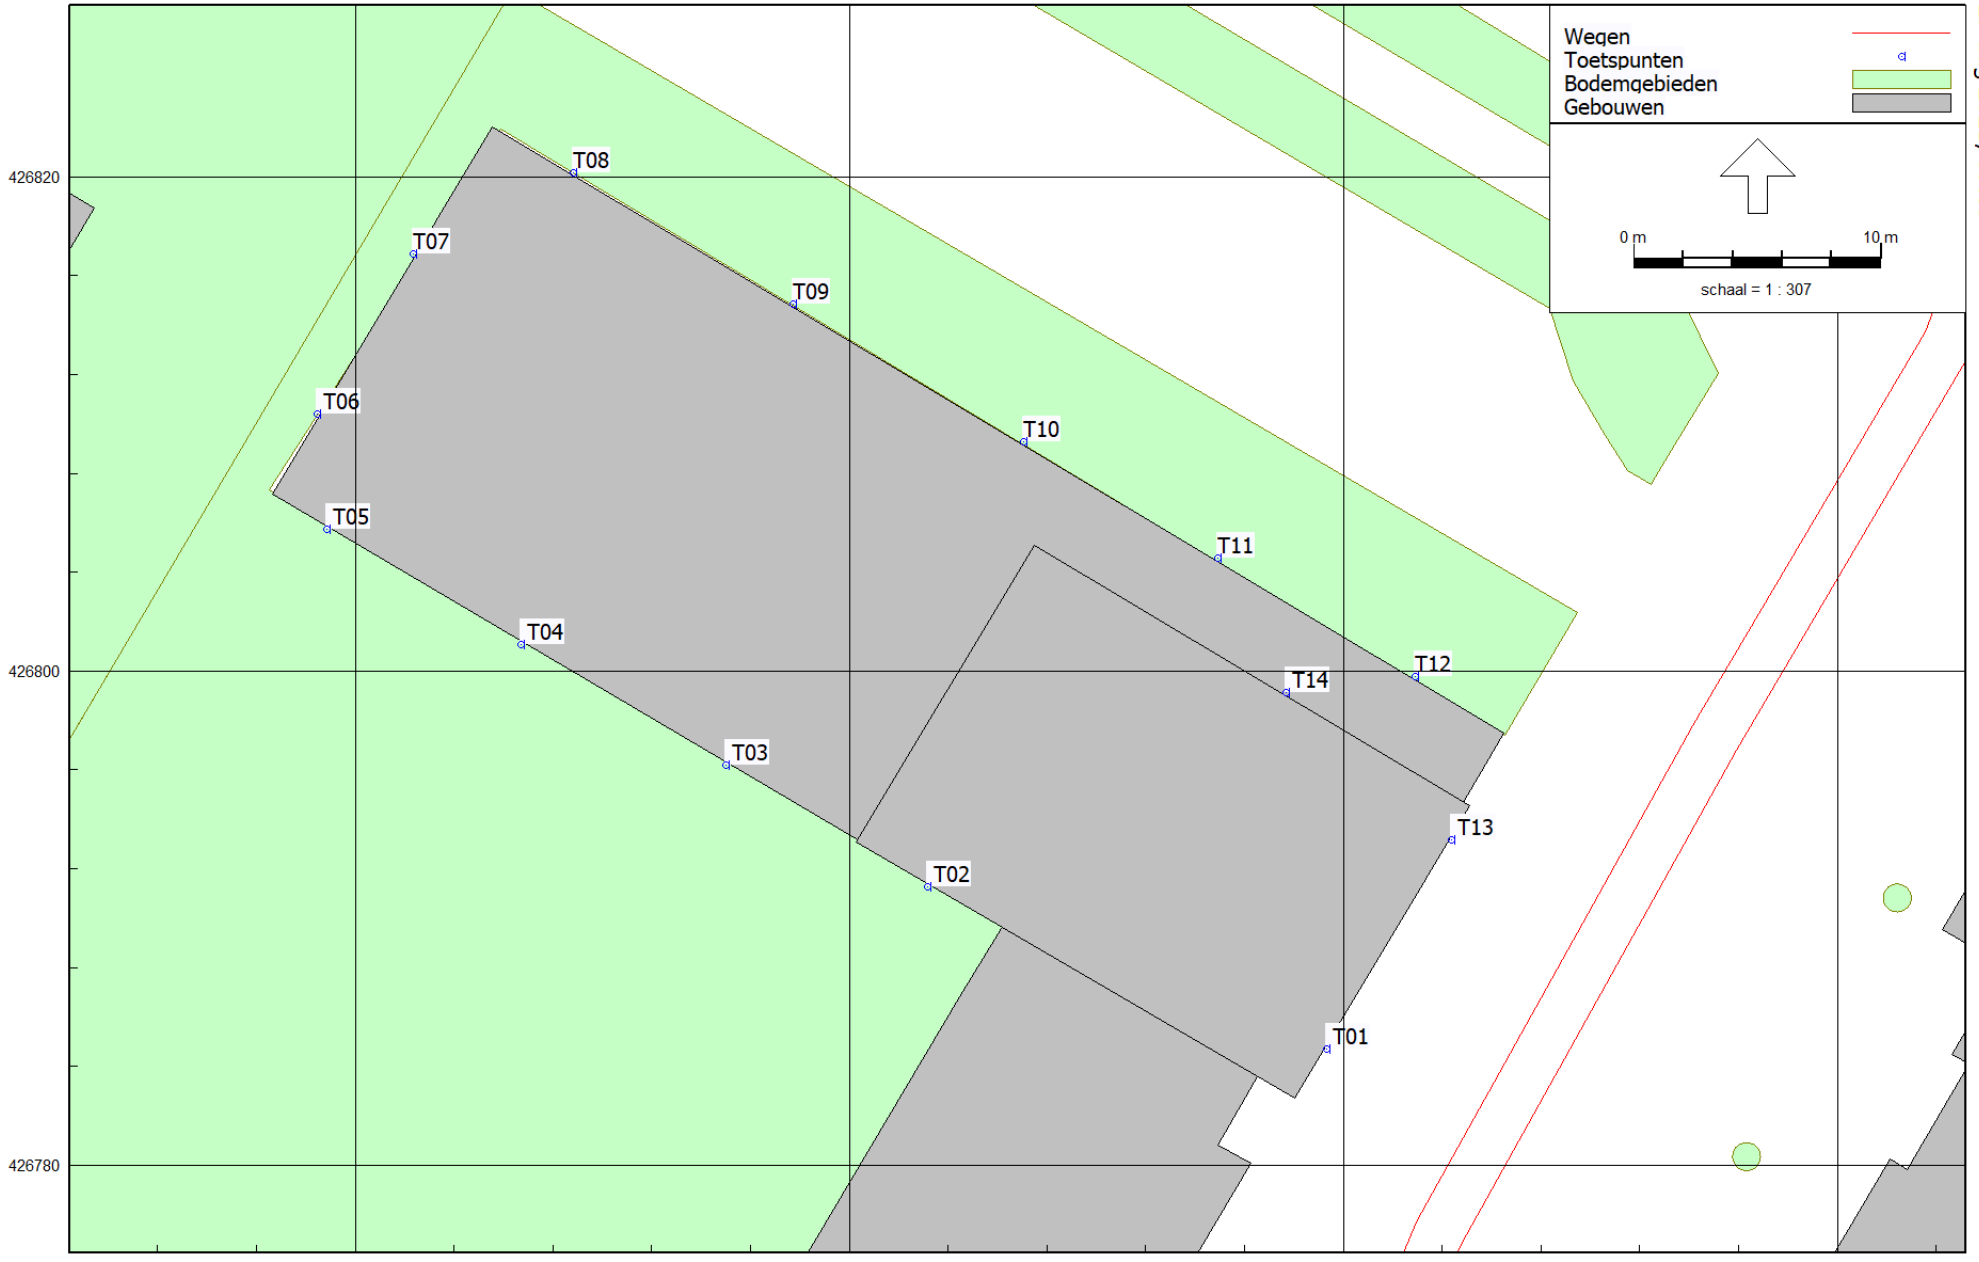 Wegen
Toetspunten
Bodemgebieden
Gebouwen
0 m 10 m
schaal = 1 : 307
426820
T08
T07
T09
T06
T10
T05
T11
T04
426800
T12
T14
T03
T13
T02
T01
426780